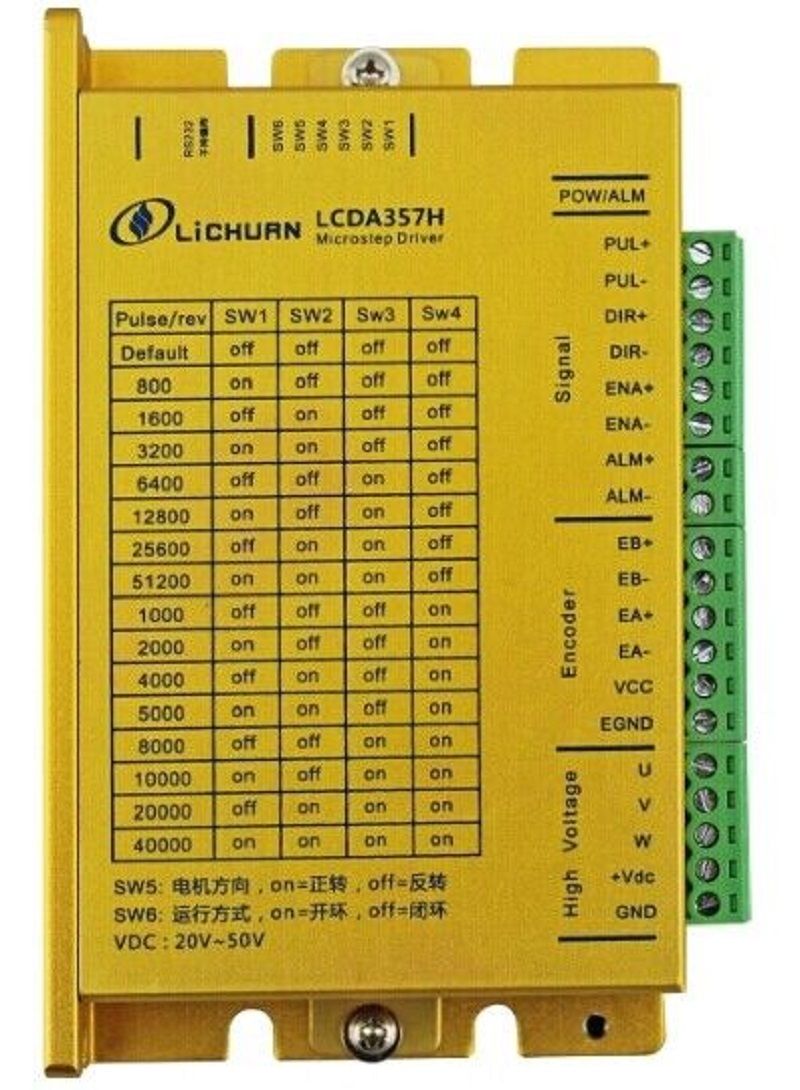 RS232
SW6
SW5
SW4
SW3
SW2
SW1
LiCHUAN LCDA357H
Microstep Driver
Pulse/rev SW1 SW2 Sw3 Sw4
Default off off off off
800 on off off off
1600 off on off off
3200 on on off off
6400 off off on off
12800 on off on off
25600 off on on off
51200 on on on off
1000 off off off on
2000 on off off on
4000 off on off on
5000 on on off on
8000 off off on on
10000 on off on on
20000 off on on on
40000 on on on on
SW5: 电机方向，on=正转，off=反转
SW6: 运行方式，on=开环，off=闭环
VDC：20V~50V
POW/ALM
Signal
PUL+
PUL-
DIR+
DIR-
ENA+
ENA-
ALM+
ALM-
Encoder
EB+
EB-
EA+
EA-
VCC
EGND
High Voltage
U
V
W
+Vdc
GND